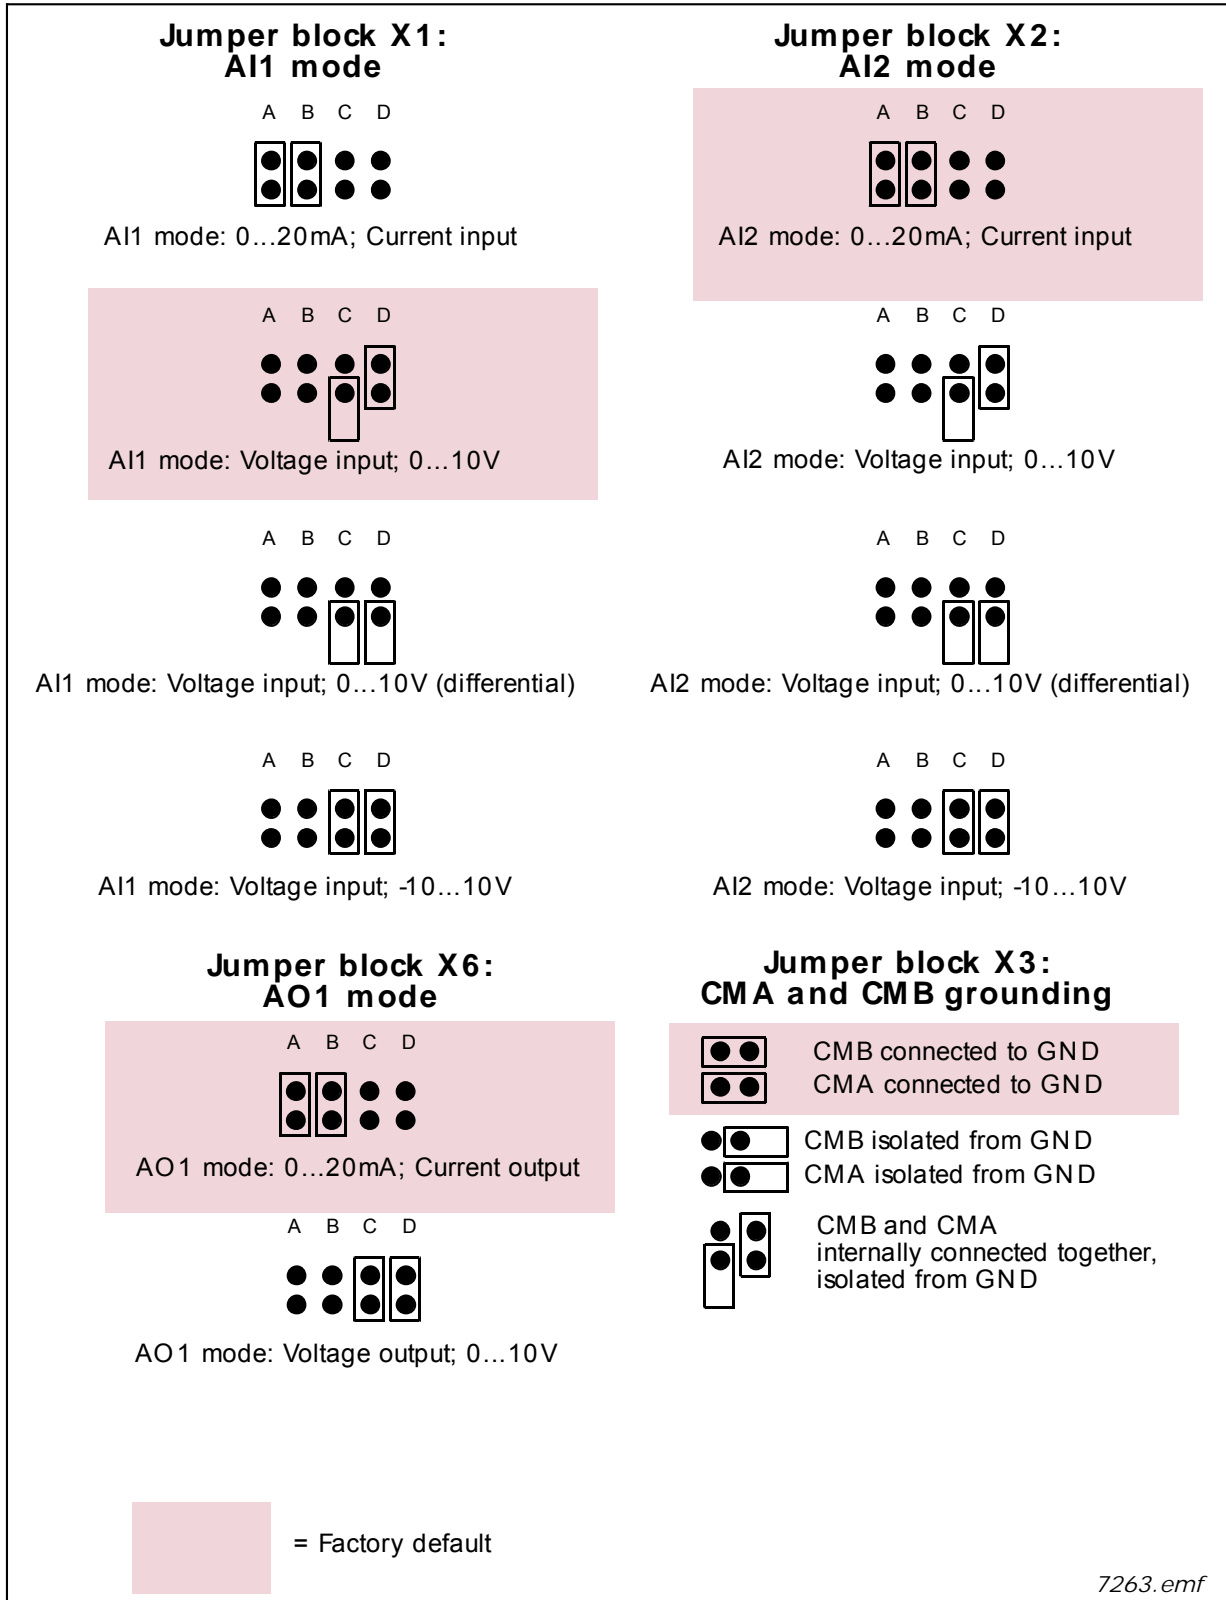 Jumper block X1:
AI1 mode
A B C D
AI1 mode: 0...20mA; Current input
A B C D
AI1 mode: Voltage input; 0...10V
A B C D
AI1 mode: Voltage input; 0...10V (differential)
A B C D
AI1 mode: Voltage input; -10...10V
Jumper block X2:
AI2 mode
A B C D
AI2 mode: 0...20mA; Current input
A B C D
AI2 mode: Voltage input; 0...10V
A B C D
AI2 mode: Voltage input; 0...10V (differential)
A B C D
AI2 mode: Voltage input; -10...10V
Jumper block X6:
AO1 mode
A B C D
AO1 mode: 0...20mA; Current output
A B C D
AO1 mode: Voltage output; 0...10V
Jumper block X3:
CMA and CMB grounding
CMB connected to GND
CMA connected to GND
CMB isolated from GND
CMA isolated from GND
CMB and CMA
internally connected together,
isolated from GND
= Factory default
7263.emf